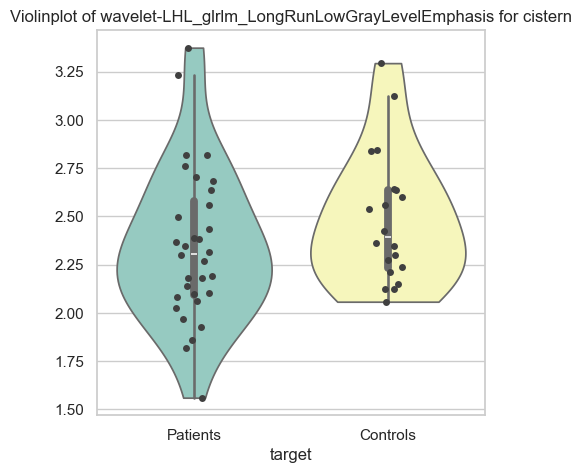 Violinplot of wavelet-LHL_glrlm_LongRunLowGrayLevelEmphasis for cistern
3.25
3.00
2.75
2.50
2.25
2.00
1.75
1.50
Patients
Controls
target